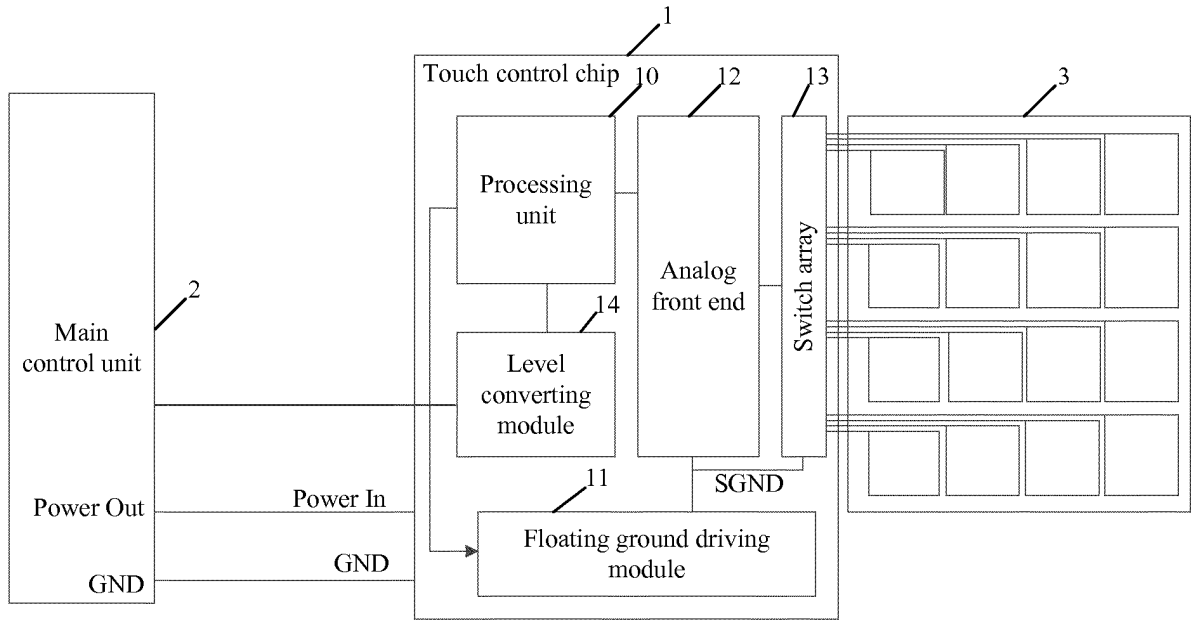 1
Touch control chip
10
12
13
3
Processing
unit
Analog
front end
Switch array
2
14
Main
control unit
Level
converting
module
SGND
11
Power Out
Power In
Floating ground driving
module
GND
GND